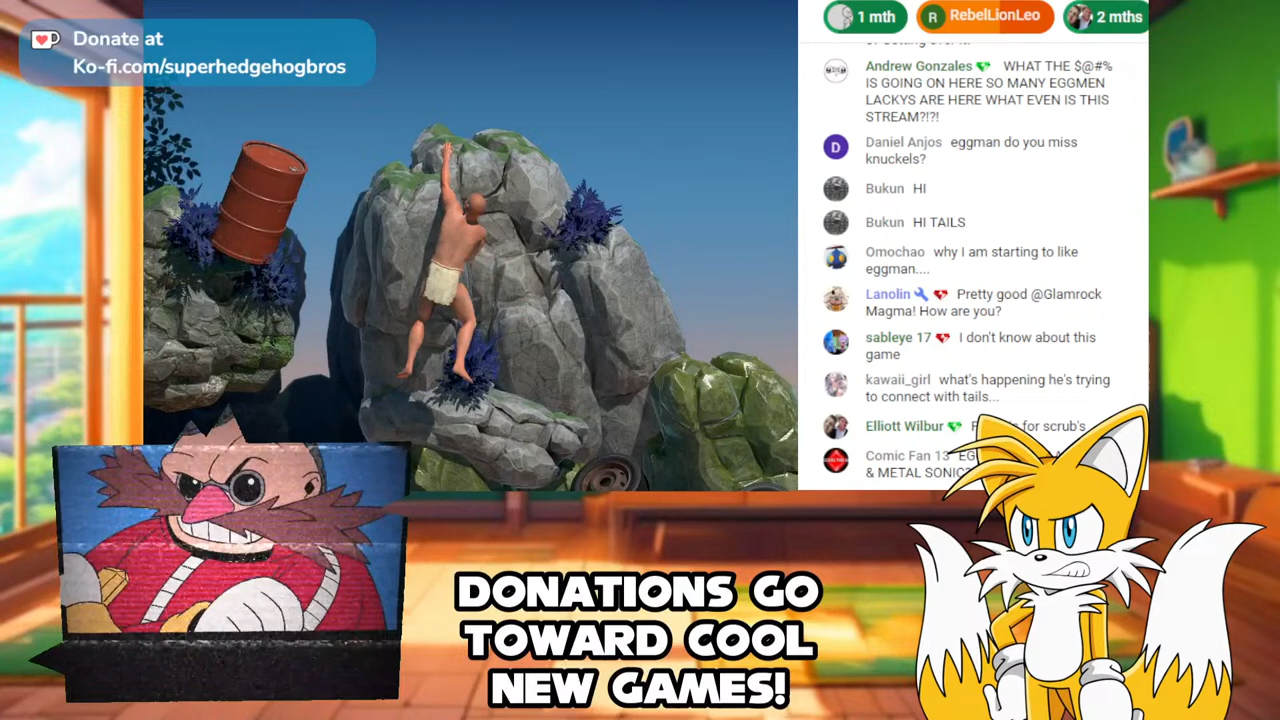 Donate at
Ko-fi.com/superhedgehogbros
1 mth
R RebelLionLeo
2 mths
Andrew Gonzales WHAT THE $@#%
IS GOING ON HERE SO MANY EGGMEN
LACKYS ARE HERE WHAT EVEN IS THIS
STREAM?!?!
D Daniel Anjos eggman do you miss
knuckels?
Bukun HI
Bukun HI TAILS
Omochao why I am starting to like
eggman....
Lanolin Pretty good @Glamrock
Magma! How are you?
sableye 17 I don't know about this
game
kawaii_girl what's happening he's trying
to connect with tails...
Elliott Wilbur for scrub's
Comic Fan 13
& METAL SONIC
DONATIONS GO
TOWARD COOL
NEW GAMES!